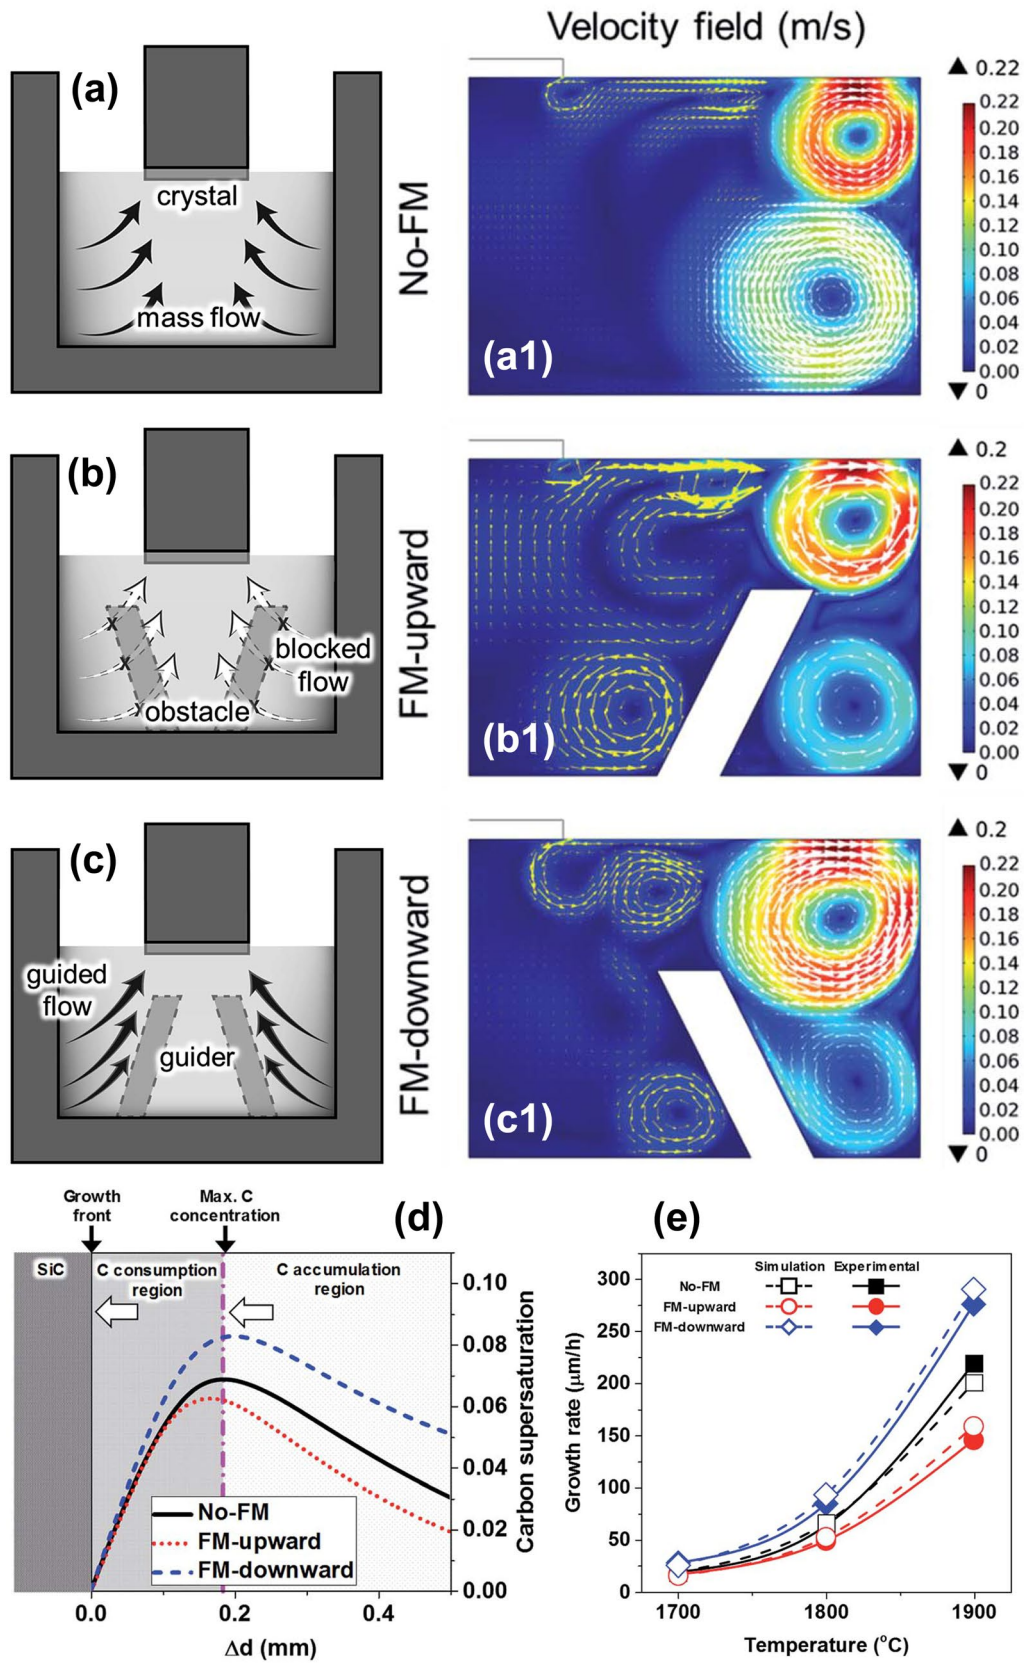 Velocity field (m/s)
(a)
crystal
mass flow
No-FM
(a1)
0.22
0.22
0.20
0.18
0.16
0.14
0.12
0.10
0.08
0.06
0.04
0.02
0.00
0
(b)
x
x
x
x
x
x
blocked
flow
obstacle
FM-upward
(b1)
0.2
0.22
0.20
0.18
0.16
0.14
0.12
0.10
0.08
0.06
0.04
0.02
0.00
0
(c)
guided
flow
guider
FM-downward
(c1)
0.2
0.22
0.20
0.18
0.16
0.14
0.12
0.10
0.08
0.06
0.04
0.02
0.00
0
Growth
front
Max. C
concentration
(d)
SiC
C consumption
region
C accumulation
region
0.10
0.08
0.06
0.04
0.02
0.00
Carbon supersaturation
No-FM
FM-upward
FM-downward
0.0
0.2
0.4
Δd (mm)
(e)
Simulation
Experimental
No-FM
FM-upward
FM-downward
300
250
200
150
100
50
0
Growth rate (μm/h)
1700
1800
1900
Temperature (°C)